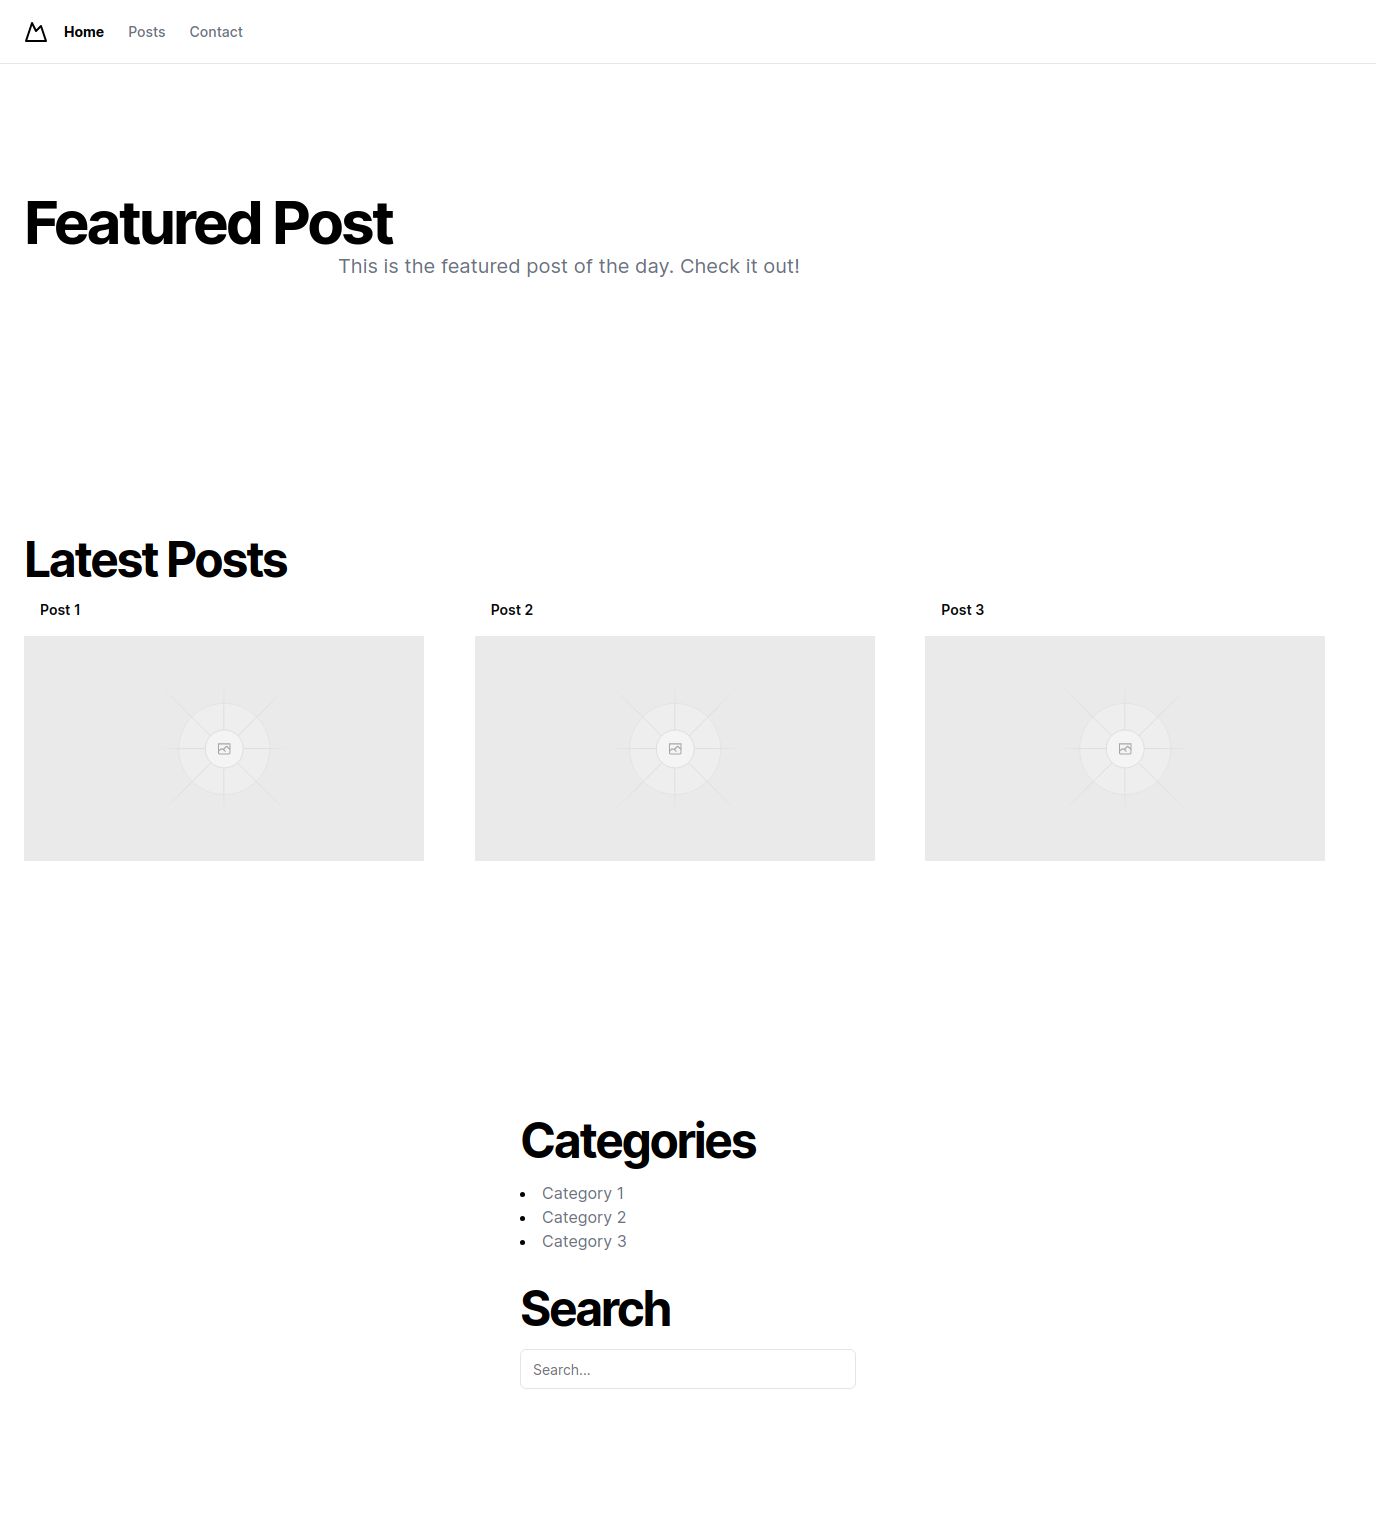 Home Posts Contact
Featured Post
This is the featured post of the day. Check it out!
Latest Posts
Post 1 Post 2 Post 3
Categories
Category 1
Category 2
Category 3
Search
Search...